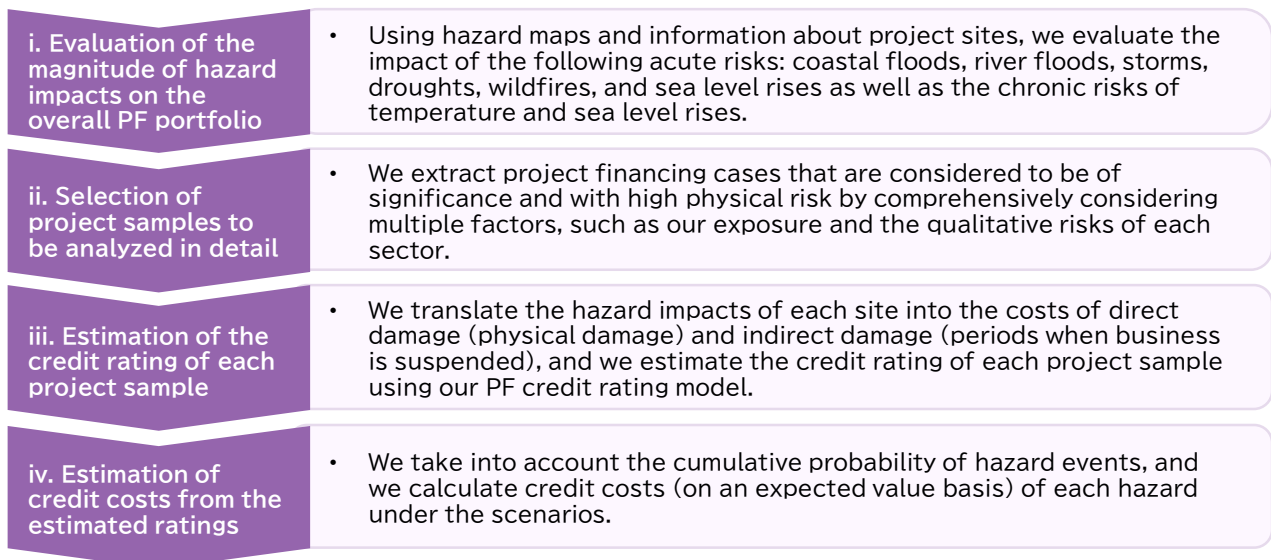 i. Evaluation of the
magnitude of hazard
impacts on the
overall PF portfolio
• Using hazard maps and information about project sites, we evaluate the
impact of the following acute risks: coastal floods, river floods, storms,
droughts, wildfires, and sea level rises as well as the chronic risks of
temperature and sea level rises.
ii. Selection of
project samples to
be analyzed in detail
• We extract project financing cases that are considered to be of
significance and with high physical risk by comprehensively considering
multiple factors, such as our exposure and the qualitative risks of each
sector.
iii. Estimation of the
credit rating of each
project sample
• We translate the hazard impacts of each site into the costs of direct
damage (physical damage) and indirect damage (periods when business
is suspended), and we estimate the credit rating of each project sample
using our PF credit rating model.
iv. Estimation of
credit costs from the
estimated ratings
• We take into account the cumulative probability of hazard events, and
we calculate credit costs (on an expected value basis) of each hazard
under the scenarios.